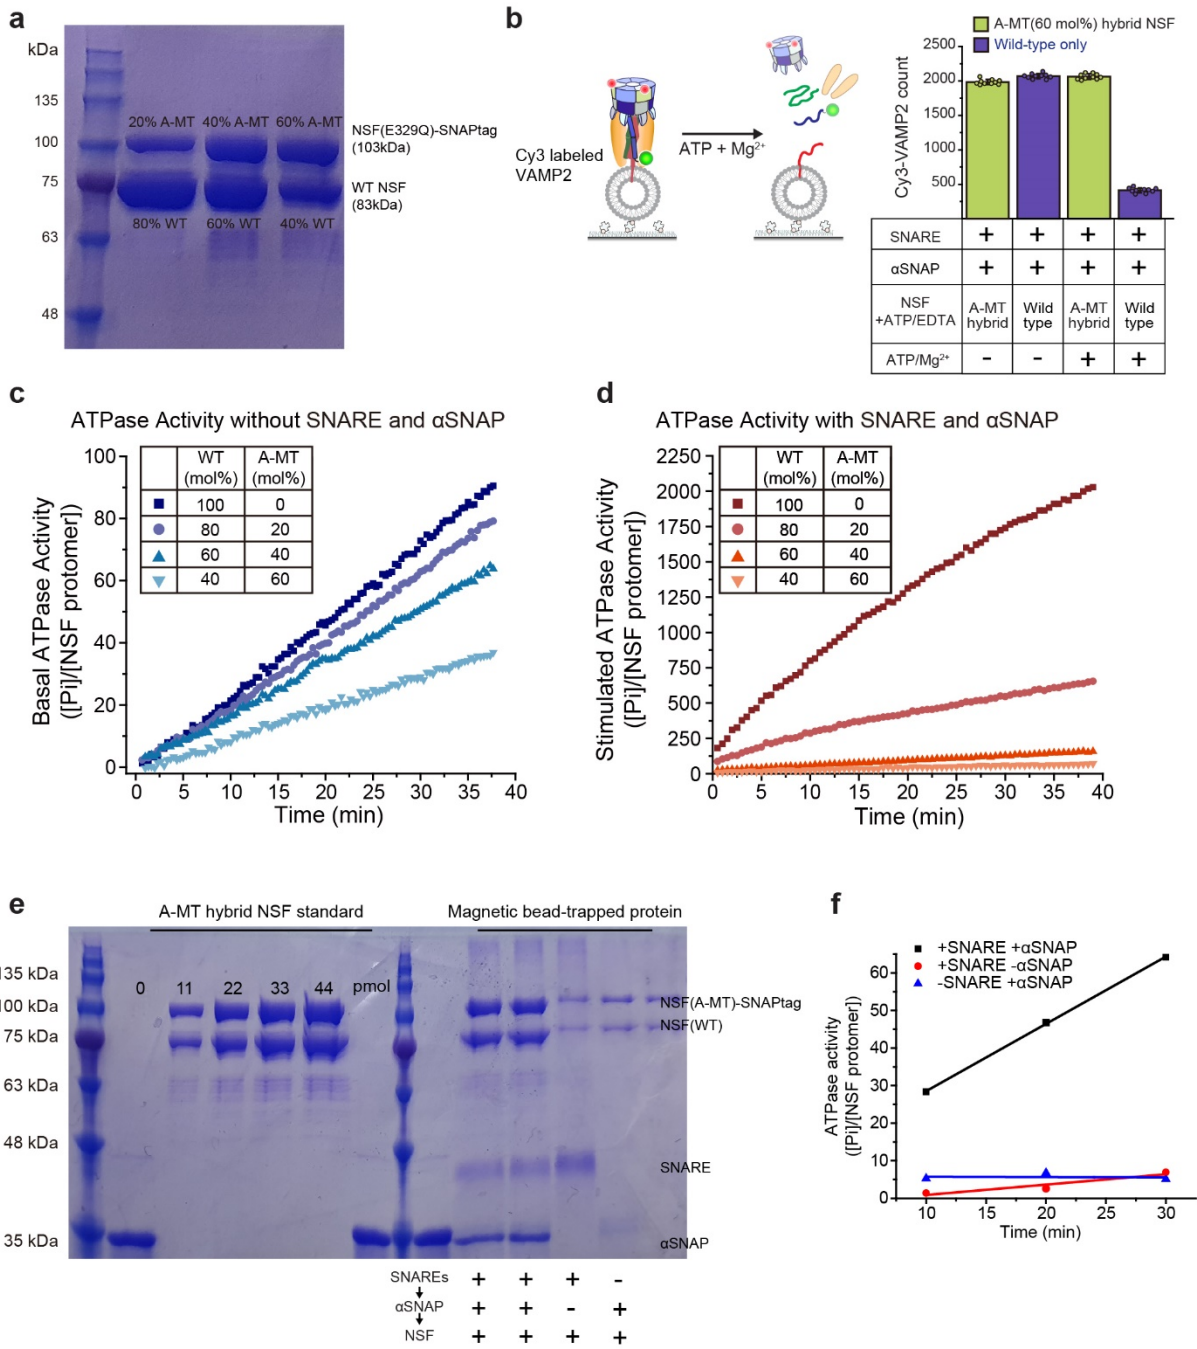 a
kDa
135
100
75
63
48
20% A-MT 40% A-MT 60% A-MT
80% WT 60% WT 40% WT
NSF(E329Q)-SNAPtag
(103kDa)
WT NSF
(83kDa)
b
Cy3 labeled
VAMP2
ATP + Mg²⁺
A-MT(60 mol%) hybrid NSF
Wild-type only
Cy3-VAMP2 count
2500
2000
1500
1000
500
SNARE + + + +
αSNAP + + + +
NSF
+ATP/EDTA
A-MT
hybrid
Wild
type
A-MT
hybrid
Wild
type
ATP/Mg²⁺ - - + +
c
ATPase Activity without SNARE and αSNAP
WT
(mol%)
A-MT
(mol%)
100 0
80 20
60 40
40 60
Basal ATPase Activity
([Pi]/[NSF protomer])
100
80
60
40
20
0
0 5 10 15 20 25 30 35 40
Time (min)
d
ATPase Activity with SNARE and αSNAP
WT
(mol%)
A-MT
(mol%)
100 0
80 20
60 40
40 60
Stimulated ATPase Activity
([Pi]/[NSF protomer])
2250
2000
1750
1500
1250
1000
750
500
250
0
0 5 10 15 20 25 30 35 40
Time (min)
e
A-MT hybrid NSF standard
Magnetic bead-trapped protein
135 kDa
100 kDa
75 kDa
63 kDa
48 kDa
35 kDa
0 11 22 33 44 pmol
NSF(A-MT)-SNAPtag
NSF(WT)
SNARE
αSNAP
SNAREs + + + -
αSNAP + + - +
NSF + + + +
f
+SNARE +αSNAP
+SNARE -αSNAP
-SNARE +αSNAP
ATPase activity
([Pi]/[NSF protomer])
60
50
40
30
20
10
0
10 15 20 25 30
Time (min)